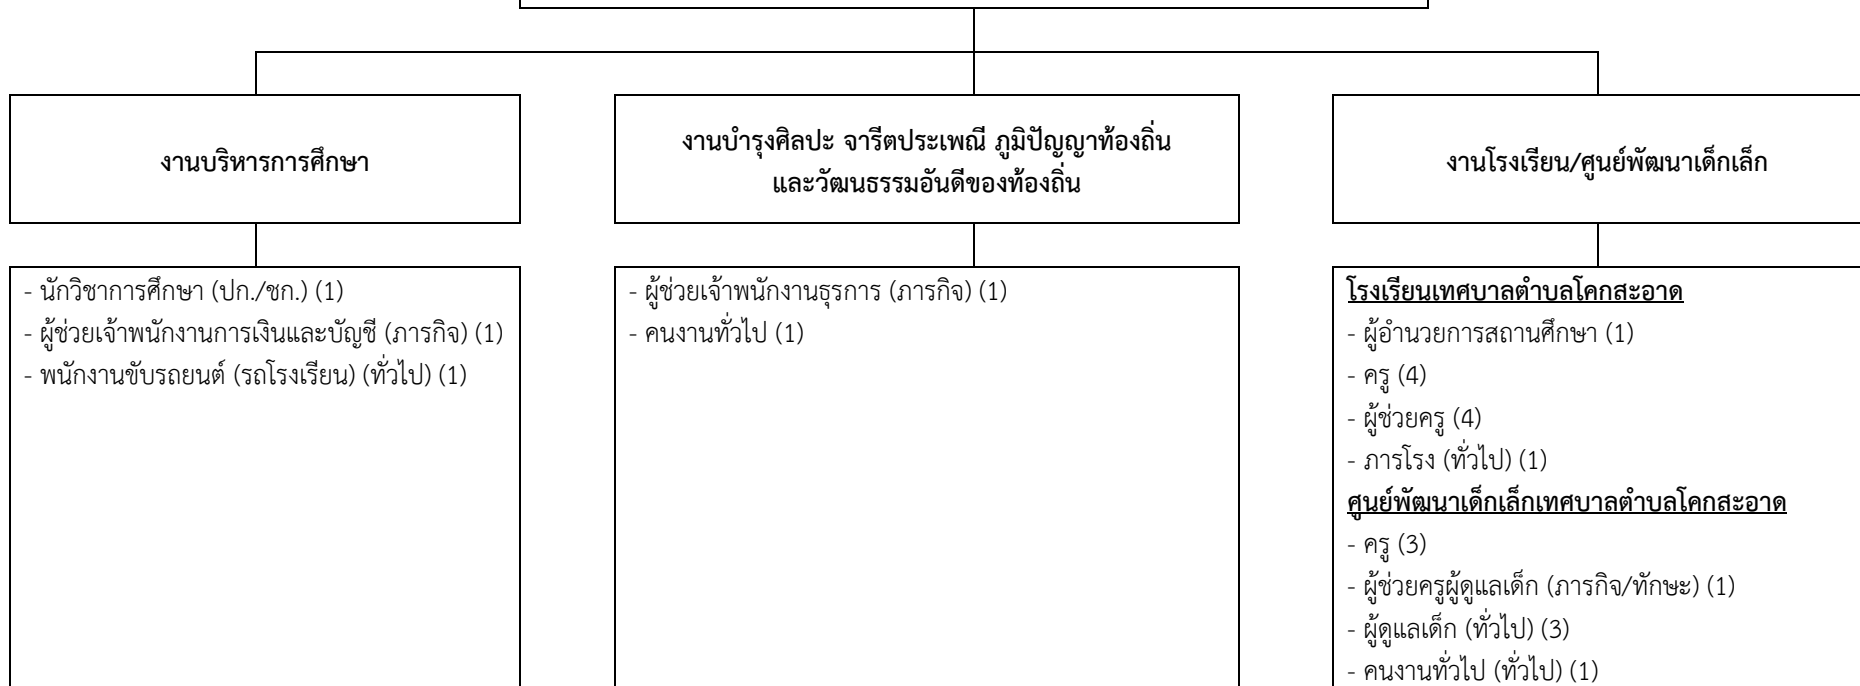 งานบริหารการศึกษา
งานบำรุงศิลปะ จารีตประเพณี ภูมิปัญญาท้องถิ่น
และวัฒนธรรมอันดีของท้องถิ่น
งานโรงเรียน/ศูนย์พัฒนาเด็กเล็ก
- นักวิชาการศึกษา (ปก./ชก.) (1)
- ผู้ช่วยเจ้าพนักงานการเงินและบัญชี (ภารกิจ) (1)
- พนักงานขับรถยนต์ (รถโรงเรียน) (ทั่วไป) (1)
- ผู้ช่วยเจ้าพนักงานธุรการ (ภารกิจ) (1)
- คนงานทั่วไป (1)
โรงเรียนเทศบาลตำบลโคกสะอาด
- ผู้อำนวยการสถานศึกษา (1)
- ครู (4)
- ผู้ช่วยครู (4)
- ภารโรง (ทั่วไป) (1)
ศูนย์พัฒนาเด็กเล็กเทศบาลตำบลโคกสะอาด
- ครู (3)
- ผู้ช่วยครูผู้ดูแลเด็ก (ภารกิจ/ทักษะ) (1)
- ผู้ดูแลเด็ก (ทั่วไป) (3)
- คนงานทั่วไป (ทั่วไป) (1)